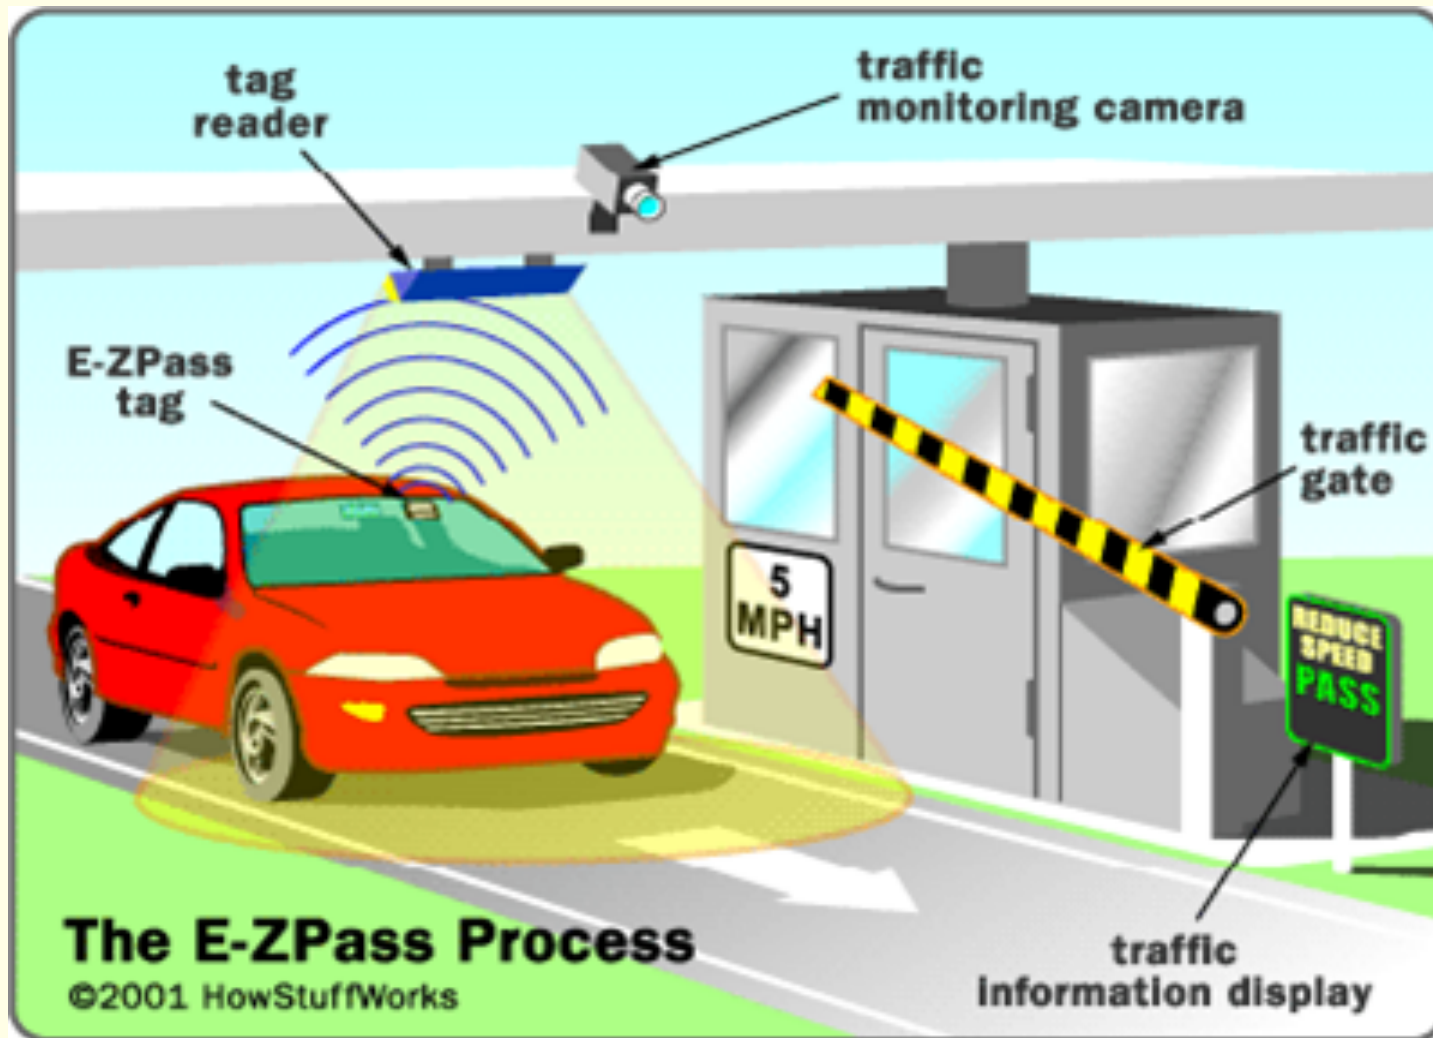 tag
reader
traffic
monitoring camera
E-ZPass
tag
traffic
gate
5
MPH
REDUCE
SPEED
PASS
The E-ZPass Process
©2001 HowStuffWorks
traffic
information display